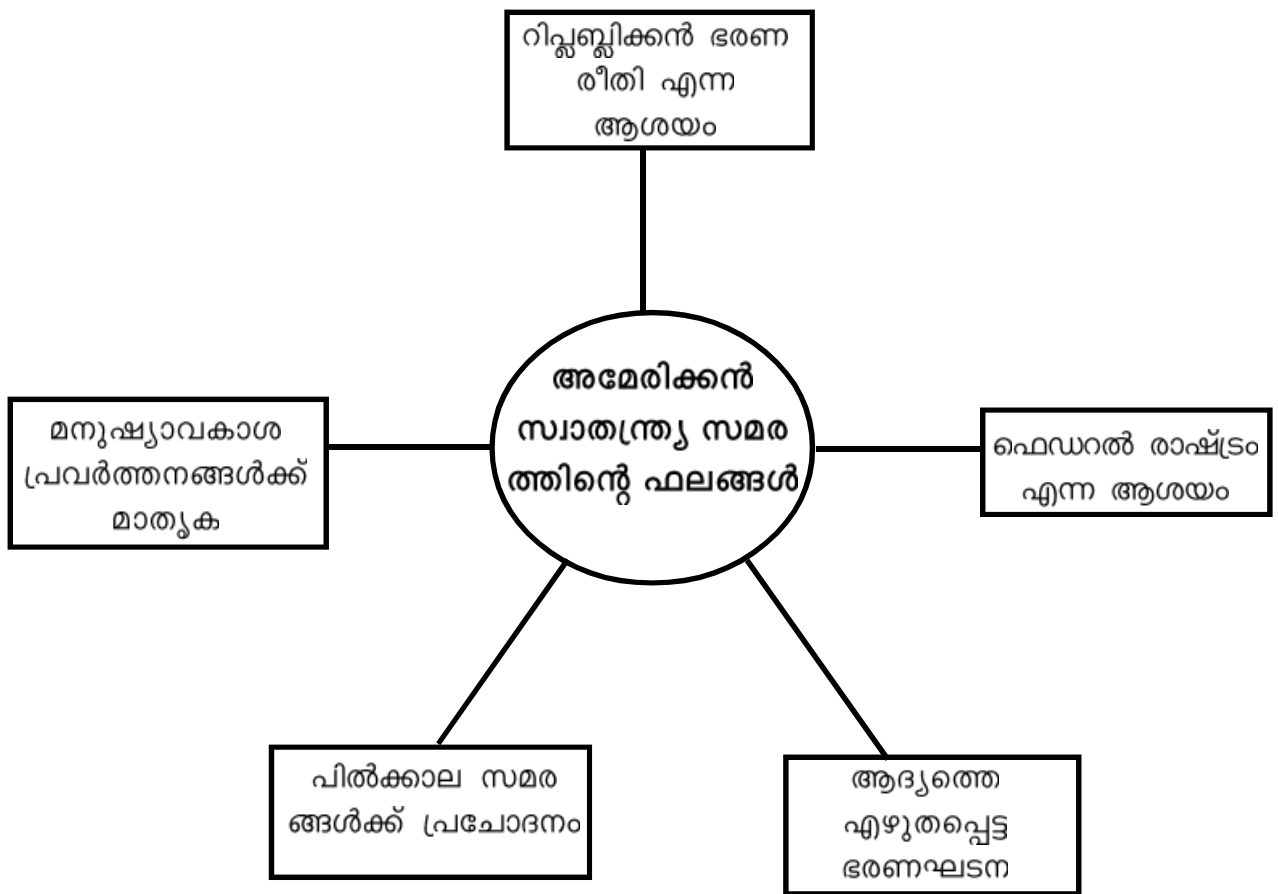 റിപ്ലബ്ലിക്കൻ ഭരണ
രീതി എന്ന
ആശയം
അമേരിക്കൻ
സ്വാതന്ത്ര്യ സമര
ത്തിന്റെ ഫലങ്ങൾ
മനുഷ്യാവകാശ
പ്രവർത്തനങ്ങൾക്ക്
മാതൃക
ഫെഡറൽ രാഷ്ട്രം
എന്ന ആശയം
പിൽക്കാല സമര
ങ്ങൾക്ക് പ്രചോദനം
ആദ്യത്തെ
എഴുതപ്പെട്ട
ഭരണഘടന